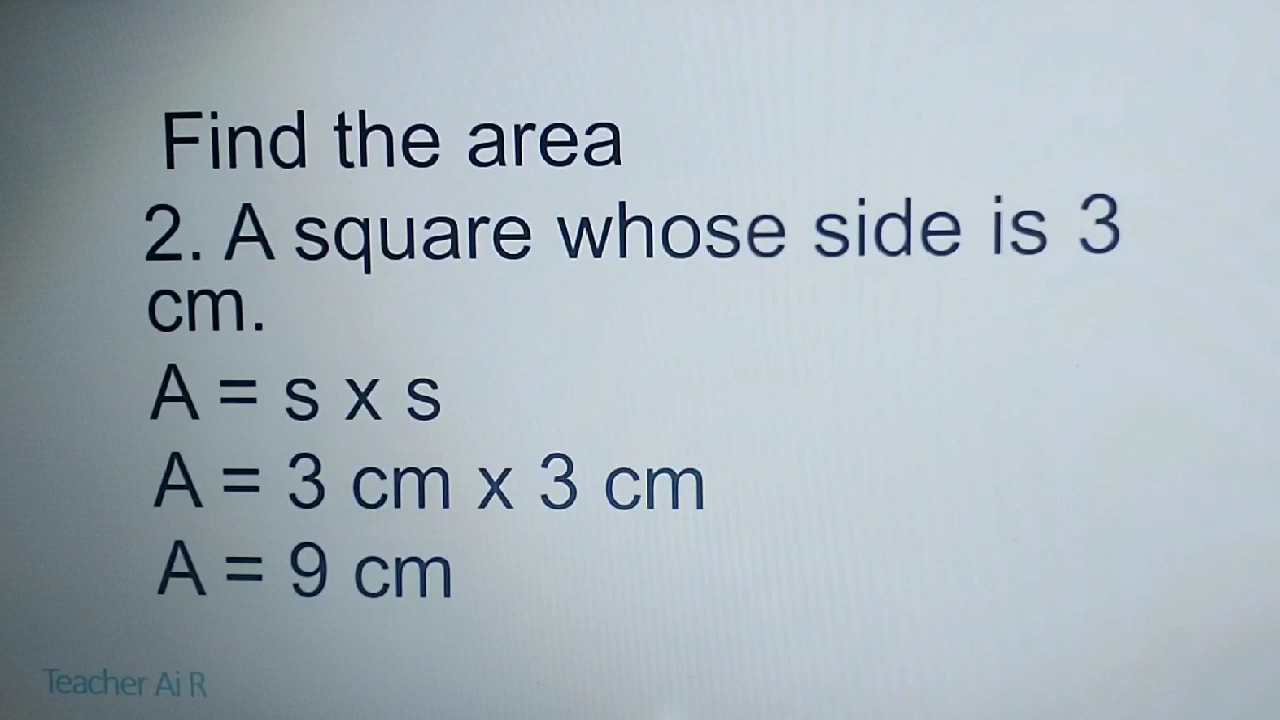 Find the area
2. A square whose side is 3
cm.
A = s x s
A = 3 cm x 3 cm
A = 9 cm
Teacher Ai R